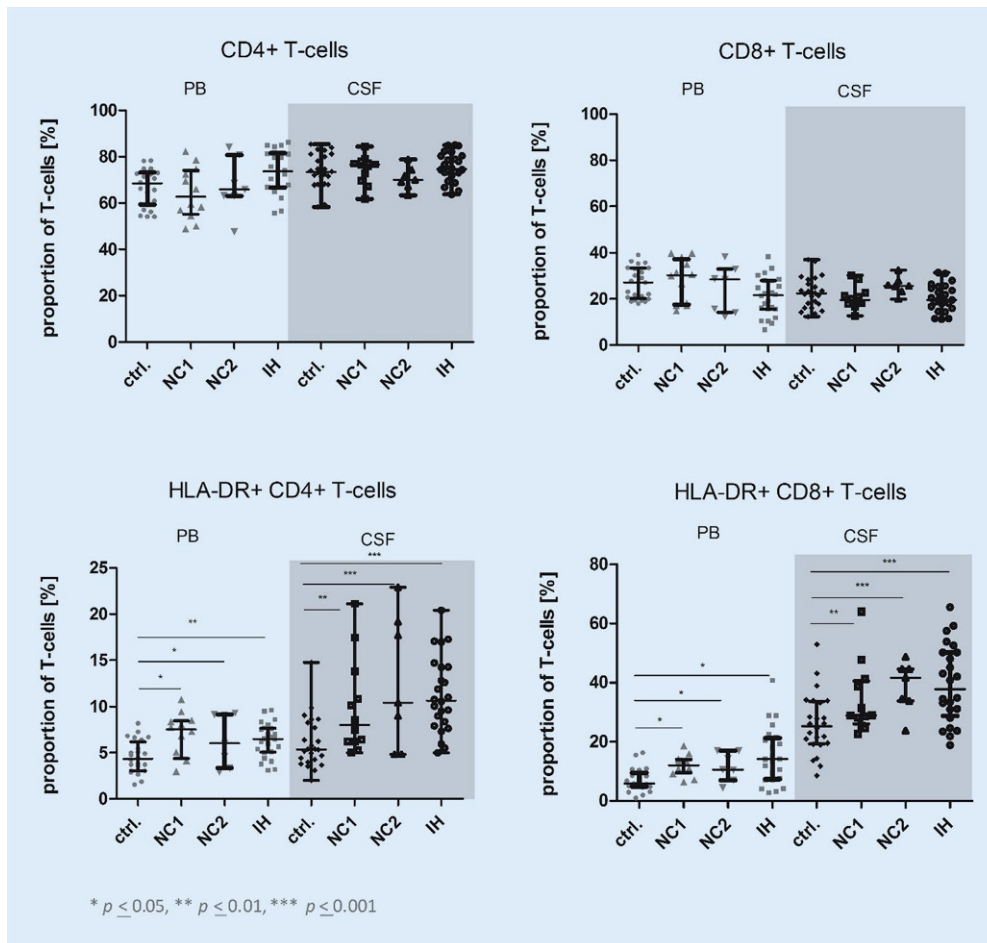 CD4+ T-cells
PB
CSF
proportion of T-cells [%]
100
80
60
40
20
0
ctrl.
NC1
NC2
IH
ctrl.
NC1
NC2
IH
CD8+ T-cells
PB
CSF
proportion of T-cells [%]
100
80
60
40
20
0
ctrl.
NC1
NC2
IH
ctrl.
NC1
NC2
IH
HLA-DR+ CD4+ T-cells
PB
CSF
proportion of T-cells [%]
25
20
15
10
5
0
***
***
**
**
*
*
ctrl.
NC1
NC2
IH
ctrl.
NC1
NC2
IH
HLA-DR+ CD8+ T-cells
PB
CSF
proportion of T-cells [%]
80
60
40
20
0
***
***
**
*
*
*
ctrl.
NC1
NC2
IH
ctrl.
NC1
NC2
IH
* p ≤ 0.05, ** p ≤ 0.01, *** p ≤ 0.001